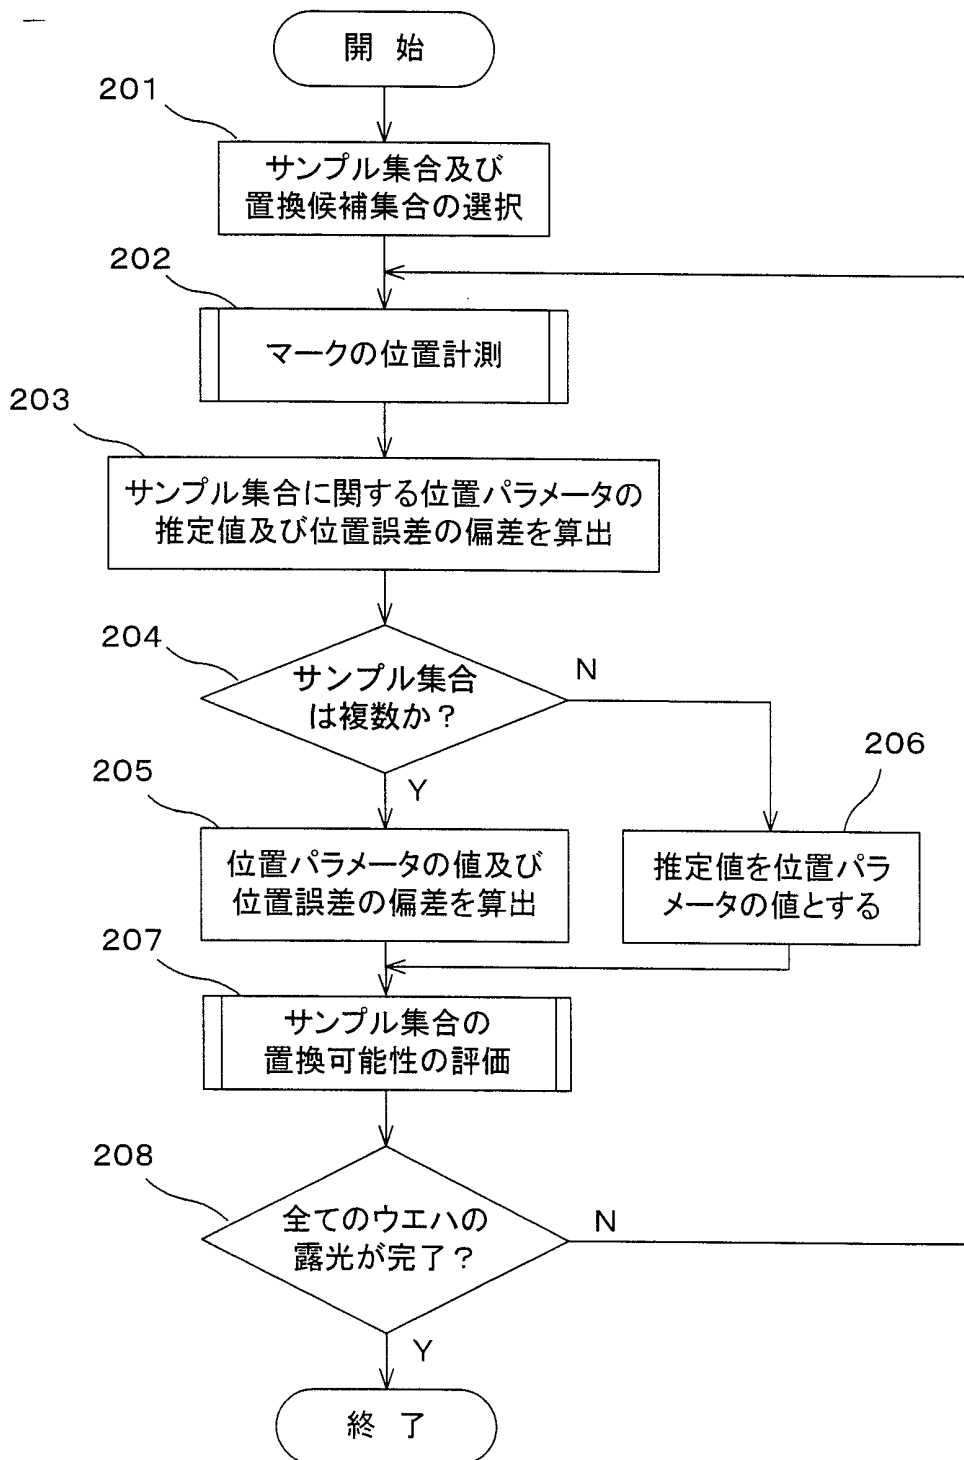 開 始
201
サンプル集合及び
置換候補集合の選択
202
マークの位置計測
203
サンプル集合に関する位置パラメータの
推定値及び位置誤差の偏差を算出
204
サンプル集合
は複数か？
N
Y
205
位置パラメータの値及び
位置誤差の偏差を算出
206
推定値を位置パラ
メータの値とする
207
サンプル集合の
置換可能性の評価
208
全てのウエハの
露光が完了？
N
Y
終 了